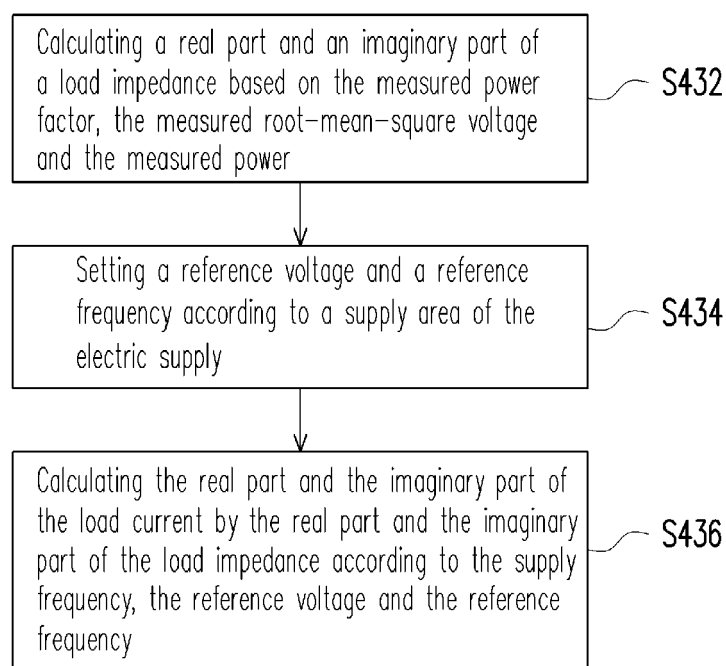 Calculating a real part and an imaginary part of
a load impedance based on the measured power
factor, the measured root-mean-square voltage
and the measured power
S432
Setting a reference voltage and a reference
frequency according to a supply area of the
electric supply
S434
Calculating the real part and the imaginary part of
the load current by the real part and the imaginary
part of the load impedance according to the supply
frequency, the reference voltage and the reference
frequency
S436